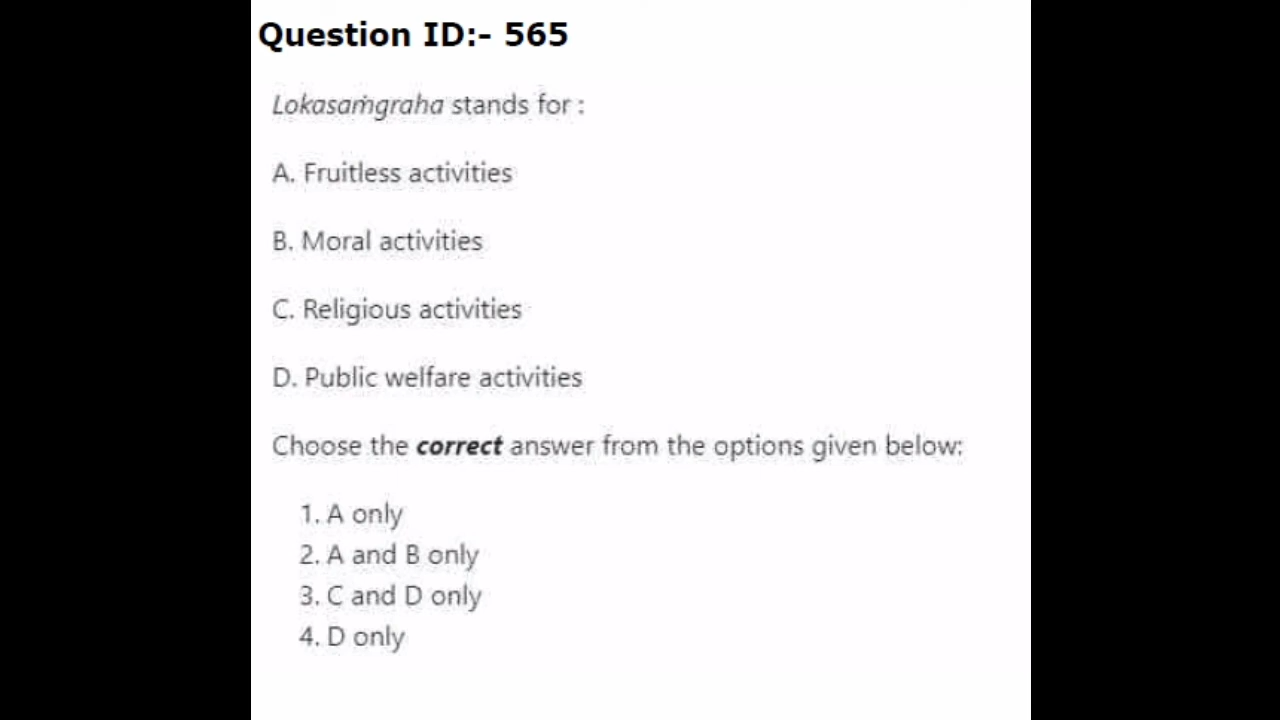 Question ID:- 565
Lokasaṁgraha stands for :
A. Fruitless activities
B. Moral activities
C. Religious activities
D. Public welfare activities
Choose the correct answer from the options given below:
1. A only
2. A and B only
3. C and D only
4. D only